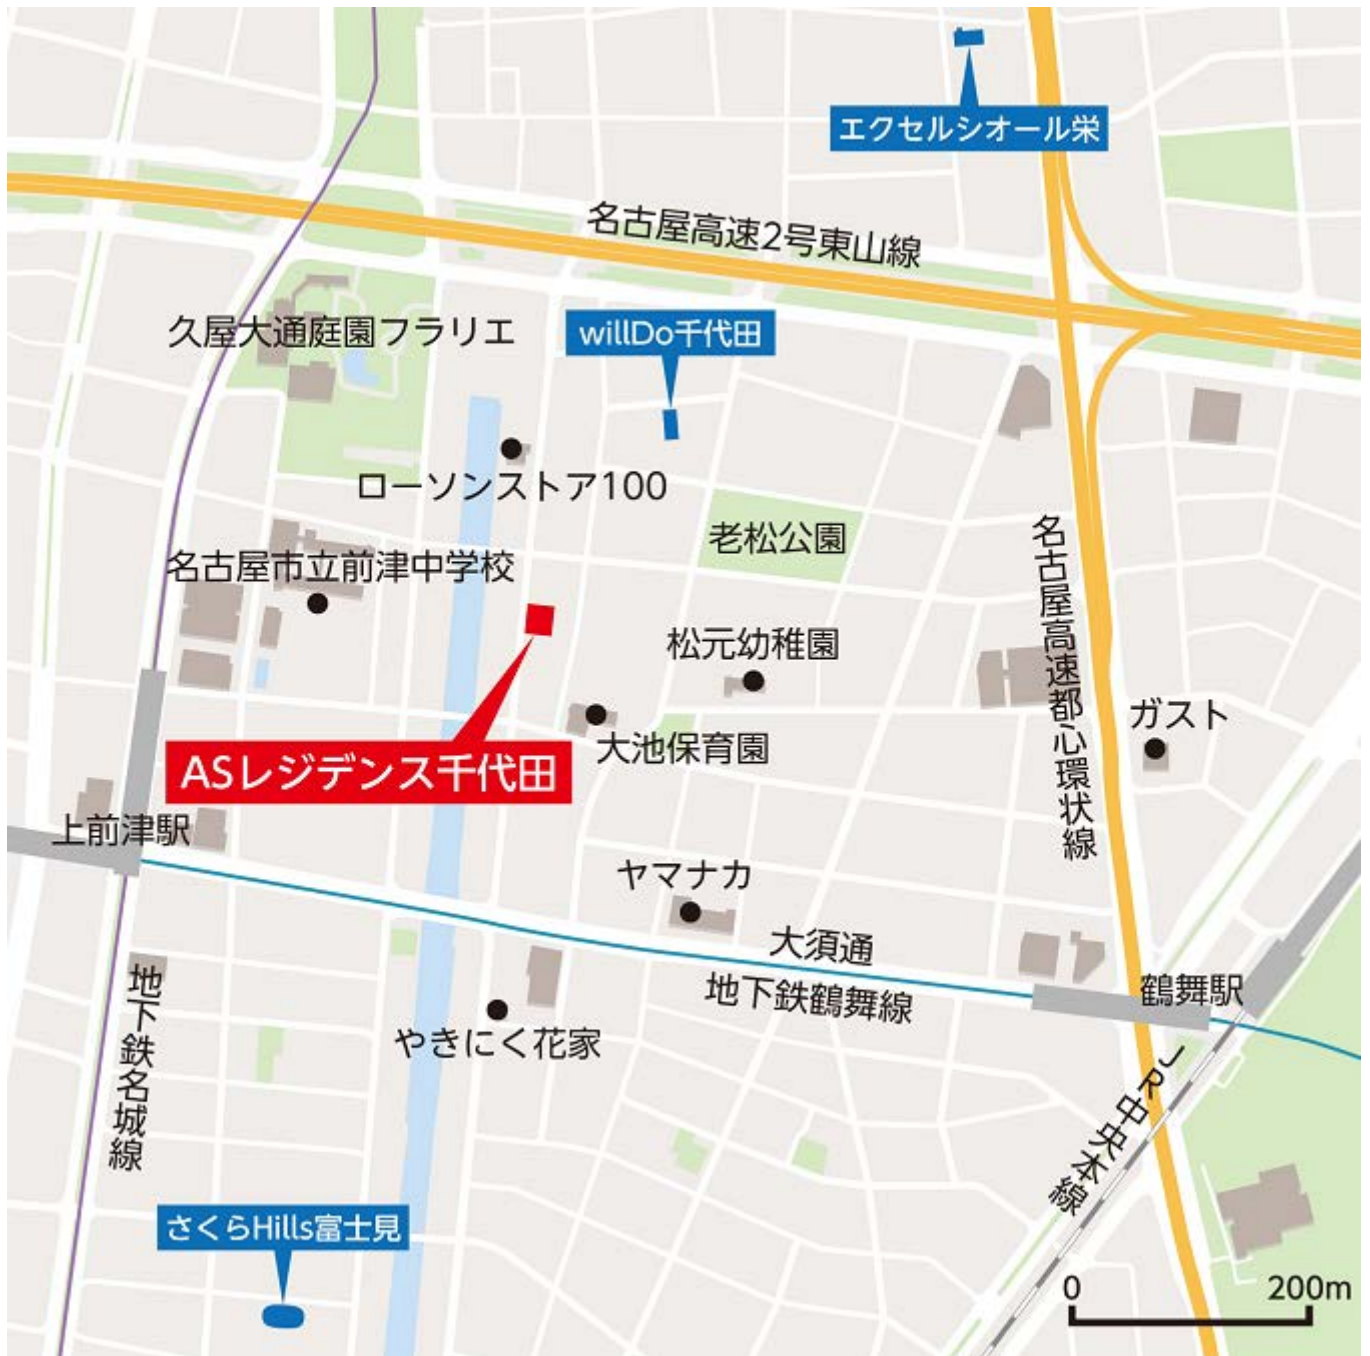 エクセルシオール栄
名古屋高速2号東山線
久屋大通庭園フラリエ
willDo千代田
ローソンストア100
老松公園
名古屋高速都心環状線
名古屋市立前津中学校
松元幼稚園
ガスト
大池保育園
ASレジデンス千代田
上前津駅
ヤマナカ
大須通
地下鉄鶴舞線
鶴舞駅
地下鉄名城線
やきにく花家
JR中央本線
さくらHills富士見
0 200m